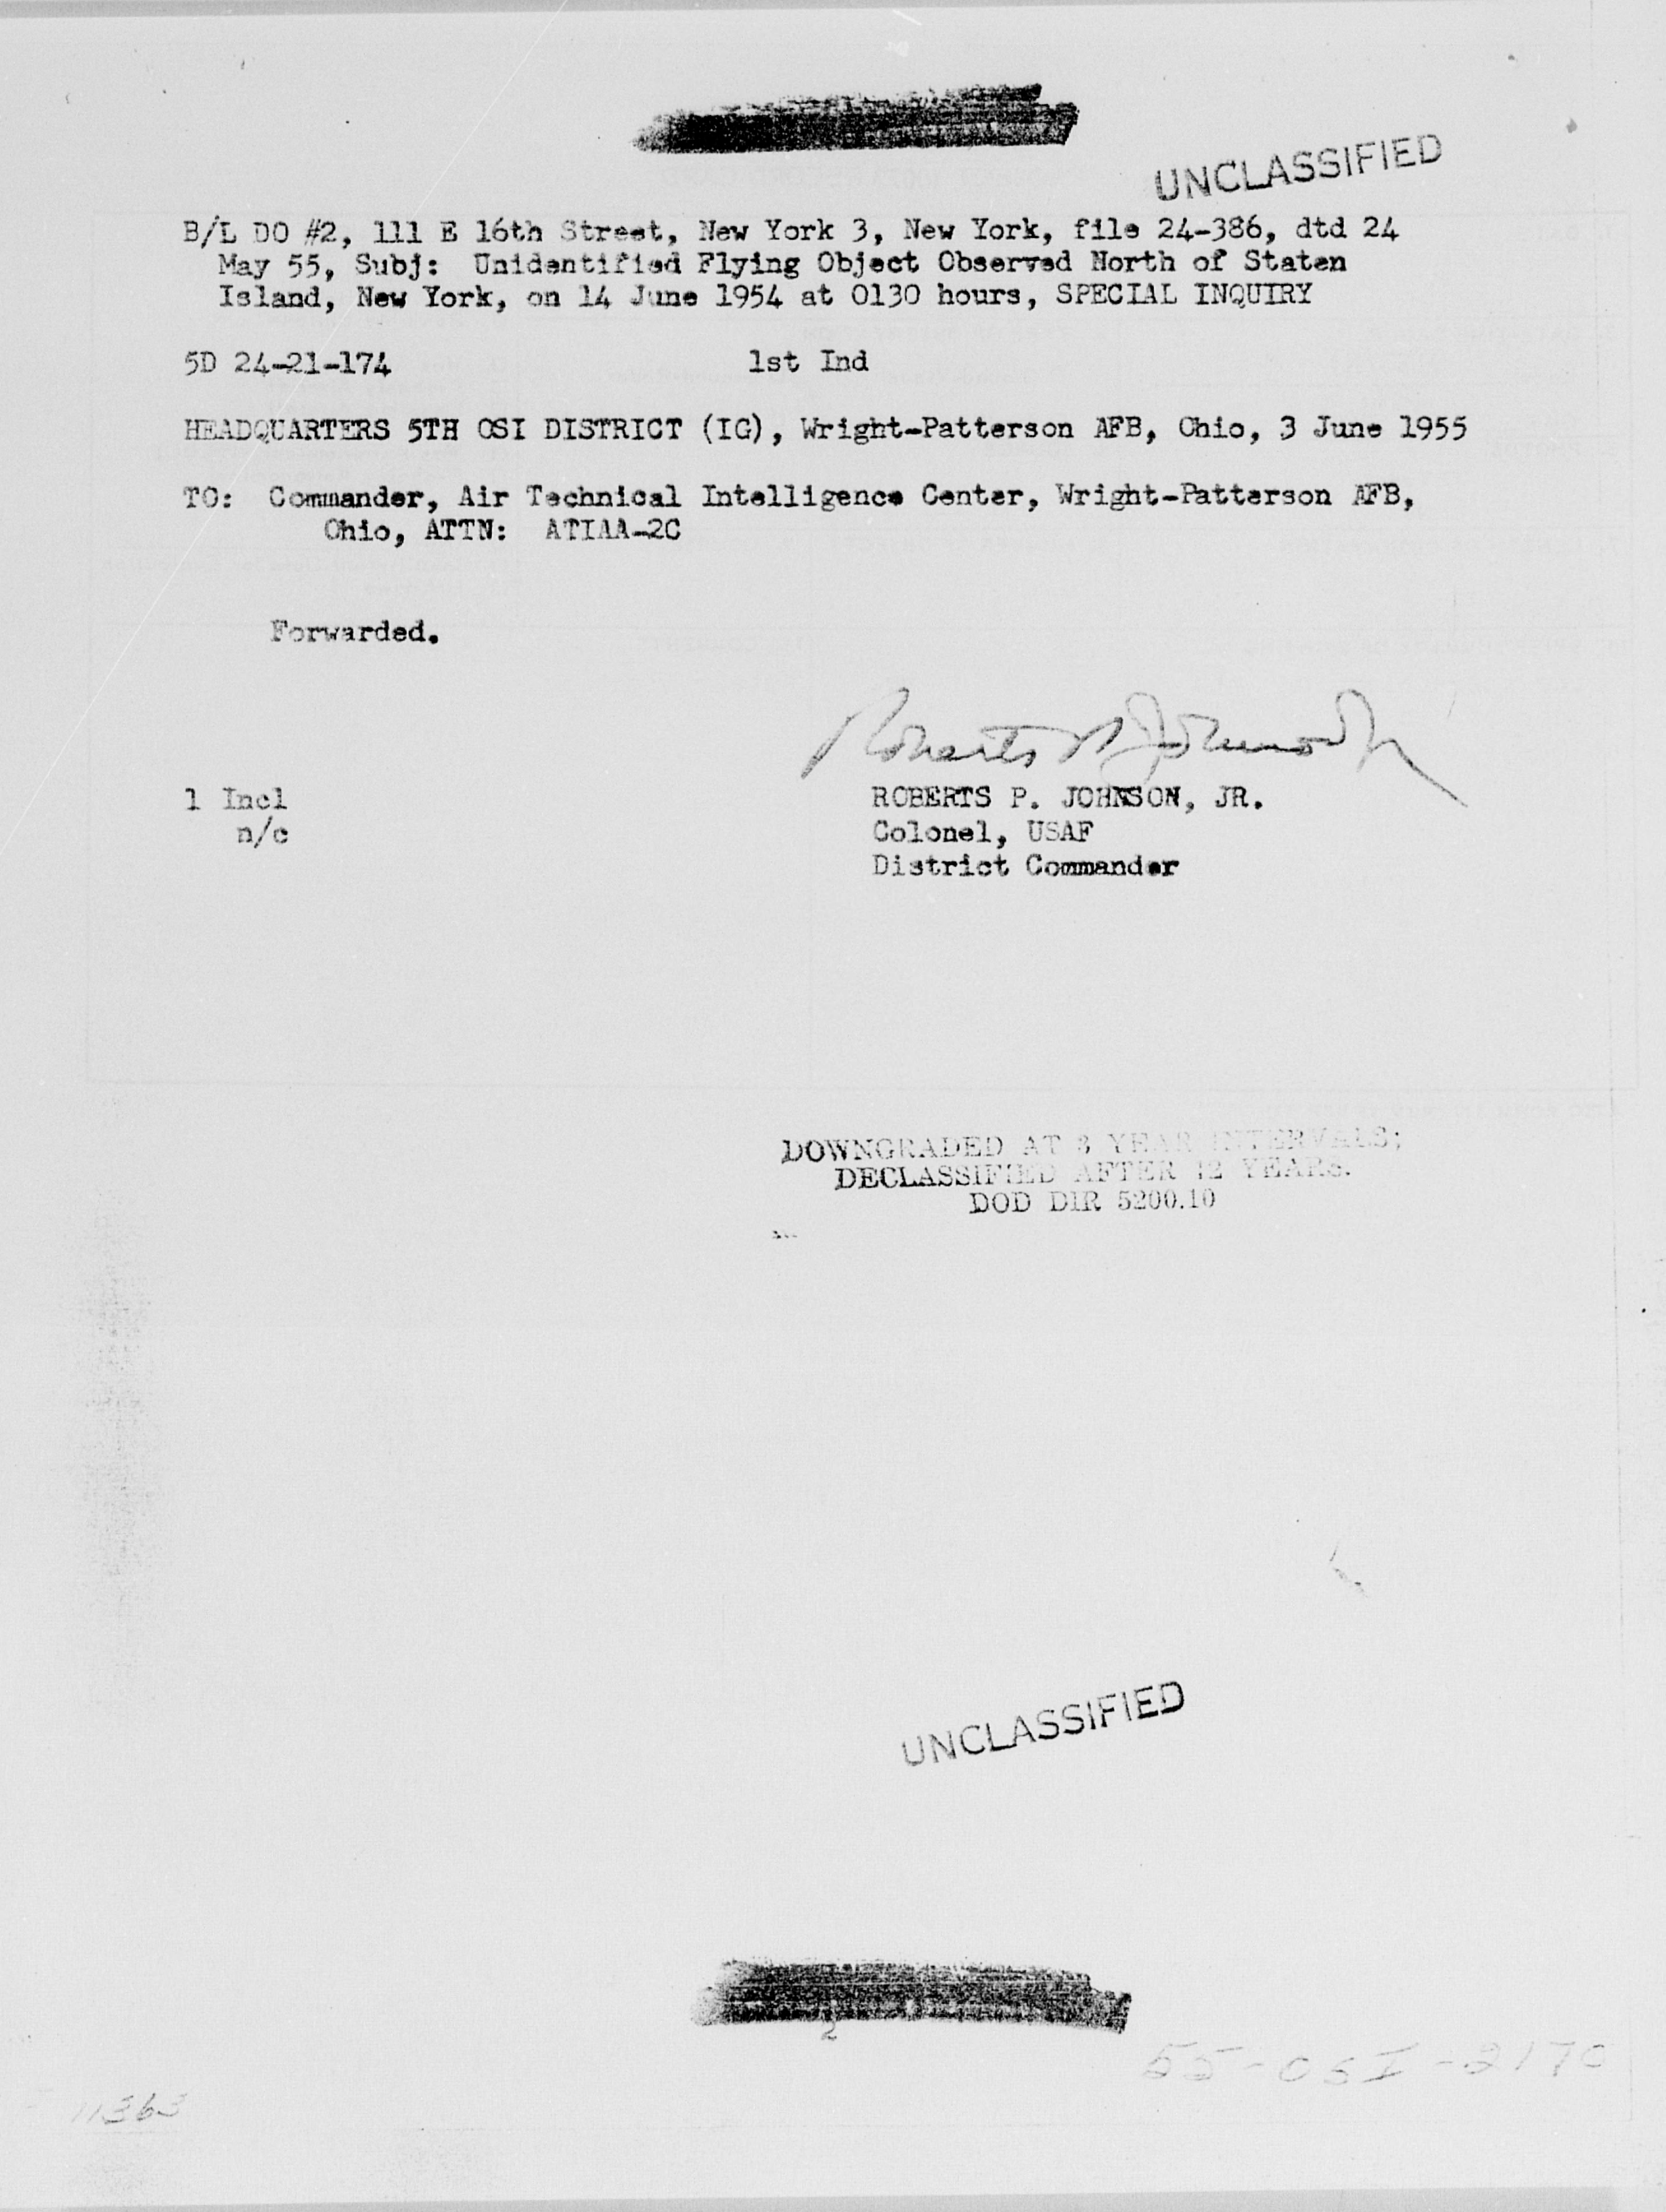 UNCLASSIFIED
B/L DO #2, 111 E 16th Street, New York 3, New York, file 24-386, dtd 24
May 55, Subj: Unidentified Flying Object Observed North of Staten
Island, New York, on 14 June 1954 at 0130 hours, SPECIAL INQUIRY
5D 24-21-174 1st Ind
HEADQUARTERS 5TH OSI DISTRICT (IG), Wright-Patterson AFB, Ohio, 3 June 1955
TO: Commander, Air Technical Intelligence Center, Wright-Patterson AFB,
Ohio, ATTN: ATIAA-2C
Forwarded.
Roberts P Johnson Jr
1 Incl
n/c
ROBERTS P. JOHNSON, JR.
Colonel, USAF
District Commander
DOWNGRADED AT 3 YEAR INTERVALS;
DECLASSIFIED AFTER 12 YEARS.
DOD DIR 5200.10
UNCLASSIFIED
2
55-OSI-2170
11363